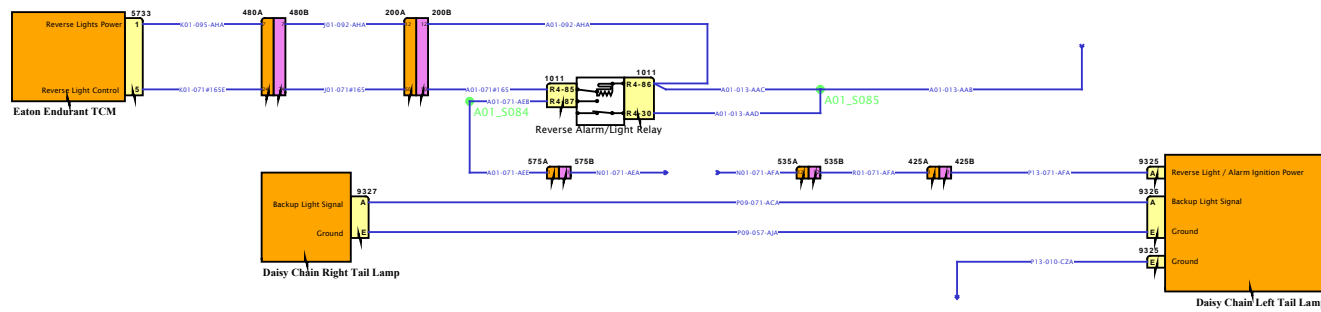 5733
480A
480B
200A
200B
Reverse Lights Power
1
K01-095-AHA
J01-092-AHA
12
12
A01-092-AHA
1011
1011
Reverse Light Control
5
K01-071#165E
J01-071#165
A01-071#165
R4-85
R4-86
A01-013-AAC
A01-013-AAB
Eaton Endurant TCM
A01-071-AEB
R4-87
A01_S084
A01_S085
R4-30
A01-013-AAD
Reverse Alarm/Light Relay
575A
575B
535A
535B
425A
425B
9325
A01-071-AEE
N01-071-AEA
N01-071-AFA
R01-071-AFA
P13-071-AFA
A
Reverse Light / Alarm Ignition Power
9327
9326
Backup Light Signal
A
P09-071-ACA
A
Backup Light Signal
Ground
E
P09-057-AJA
E
Ground
9325
P13-010-CZA
E
Ground
Daisy Chain Right Tail Lamp
Daisy Chain Left Tail Lam